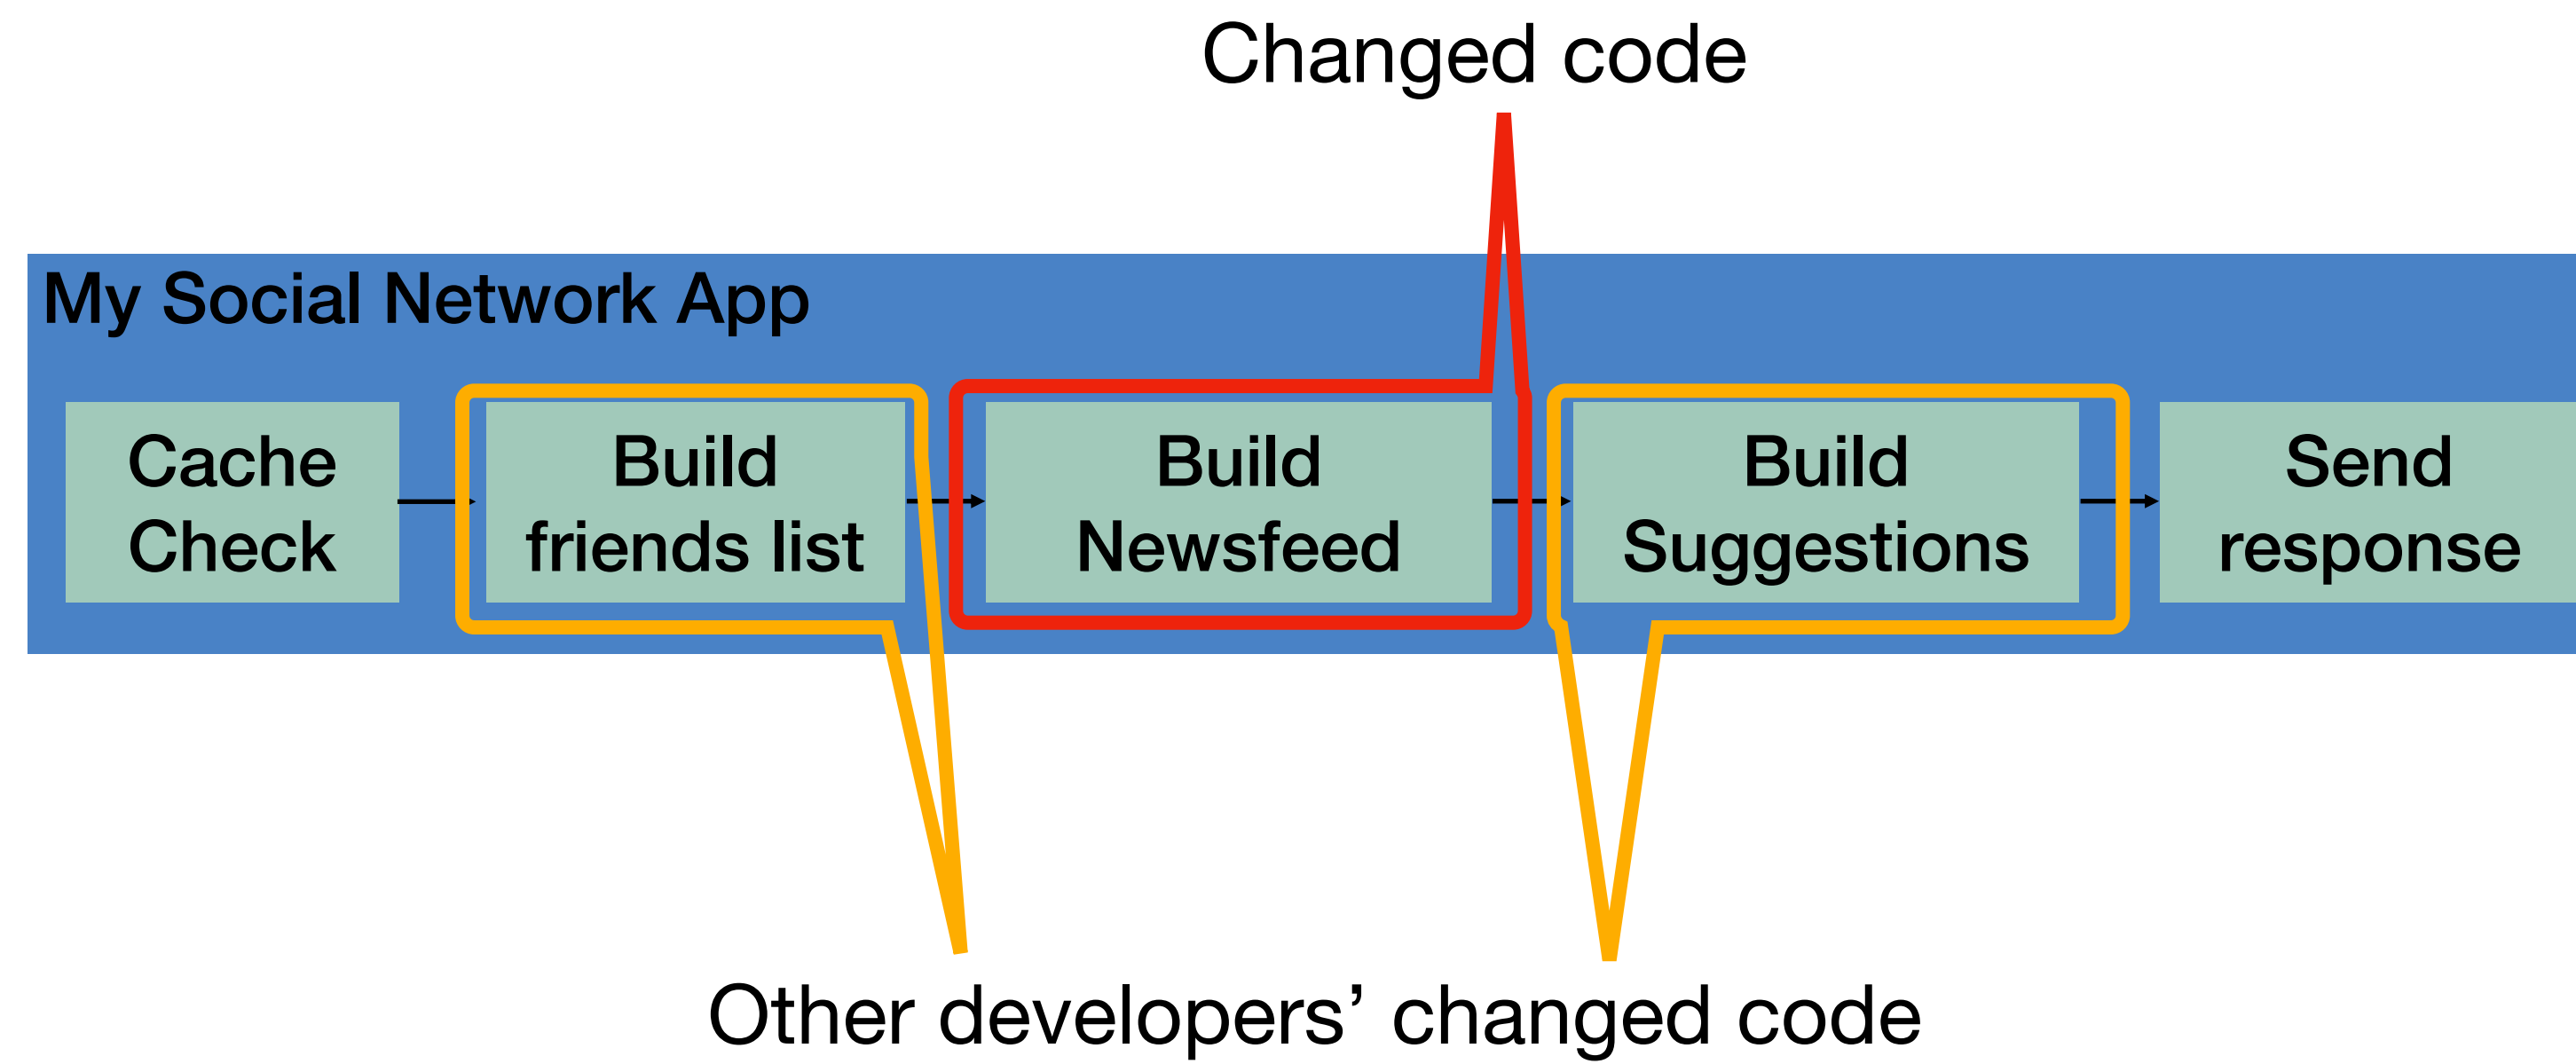 Changed code
My Social Network App
Cache
Check
Build
friends list
Build
Newsfeed
Build
Suggestions
Send
response
Other developers’ changed code